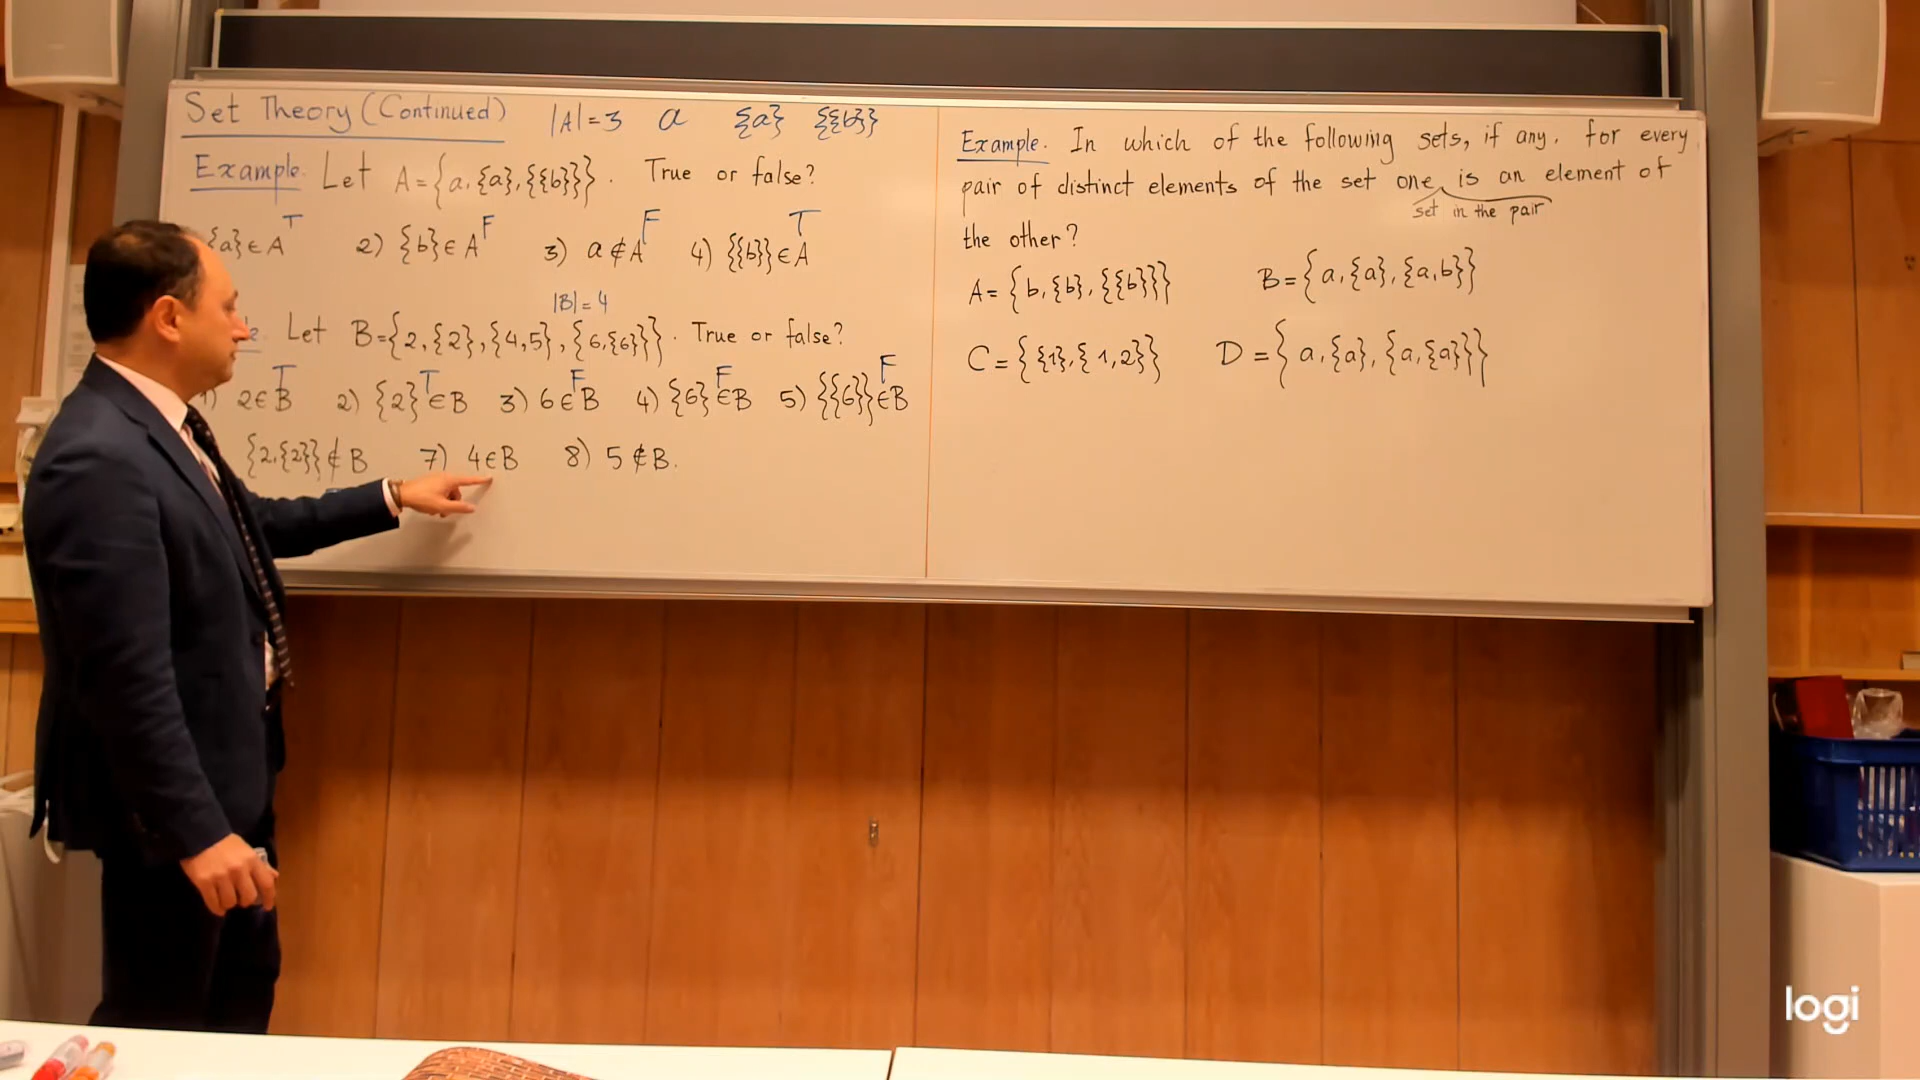 Set Theory (Continued) |A|=3 a {a} {{b}}
Example. Let A={a,{a},{{b}}}. True or false?
{a}∈A T 2) {b}∈A F 3) a∉A F 4) {{b}}∈A T
|B|=4
Let B={2,{2},{4,5},{6,{6}}}. True or false?
1) 2∈B T 2) {2}∈B T 3) 6∈B F 4) {6}∈B F 5) {{6}}∈B F
{2,{2}}∉B 7) 4∈B 8) 5∉B.
Example. In which of the following sets, if any, for every
pair of distinct elements of the set one is an element of
set in the pair
the other?
A={b,{b},{{b}}} B={a,{a},{a,b}}
C={{1},{1,2}} D={a,{a},{a,{a}}}
logi